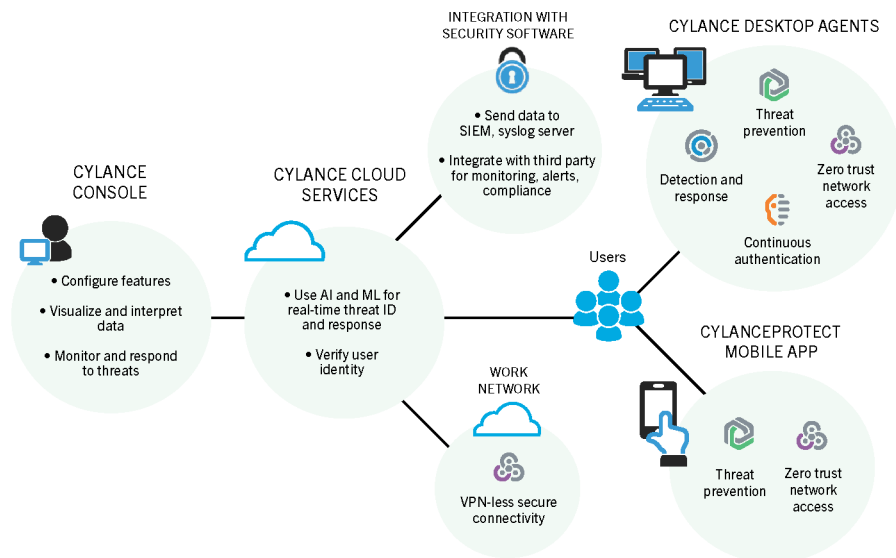 CYLANCE
CONSOLE
• Configure features
• Visualize and interpret
data
• Monitor and respond
to threats
CYLANCE CLOUD
SERVICES
• Use AI and ML for
real-time threat ID
and response
• Verify user
identity
INTEGRATION WITH
SECURITY SOFTWARE
• Send data to
SIEM, syslog server
• Integrate with third party
for monitoring, alerts,
compliance
WORK
NETWORK
VPN-less secure
connectivity
Users
CYLANCE DESKTOP AGENTS
Threat
prevention
Detection and
response
Zero trust
network
access
Continuous
authentication
CYLANCEPROTECT
MOBILE APP
Threat
prevention
Zero trust
network
access